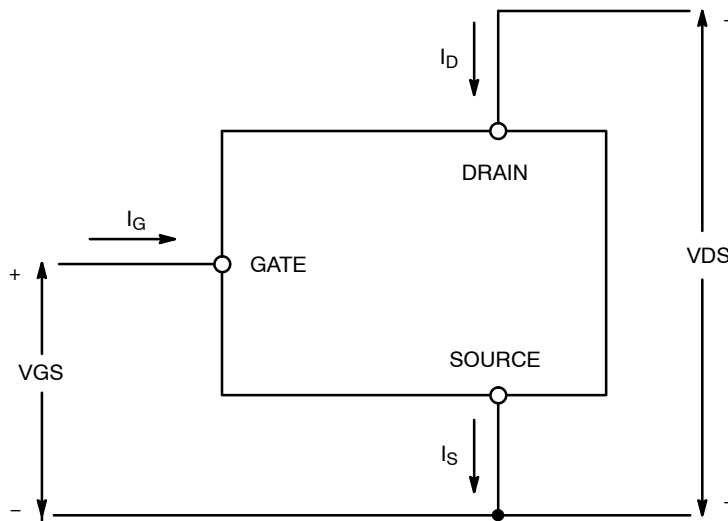 I_D
DRAIN
I_G
+
GATE
VDS
SOURCE
VGS
I_S
−